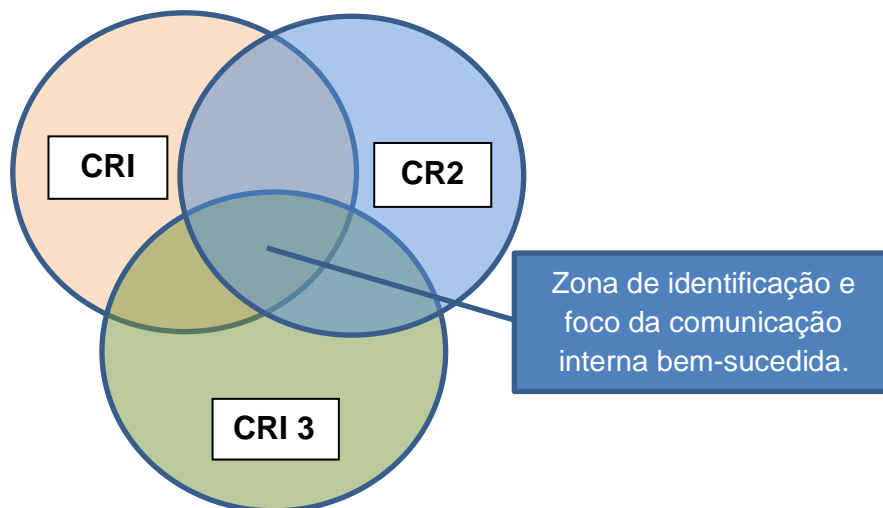 CRI
CR2
Zona de identificação e
foco da comunicação
interna bem-sucedida.
CRI 3